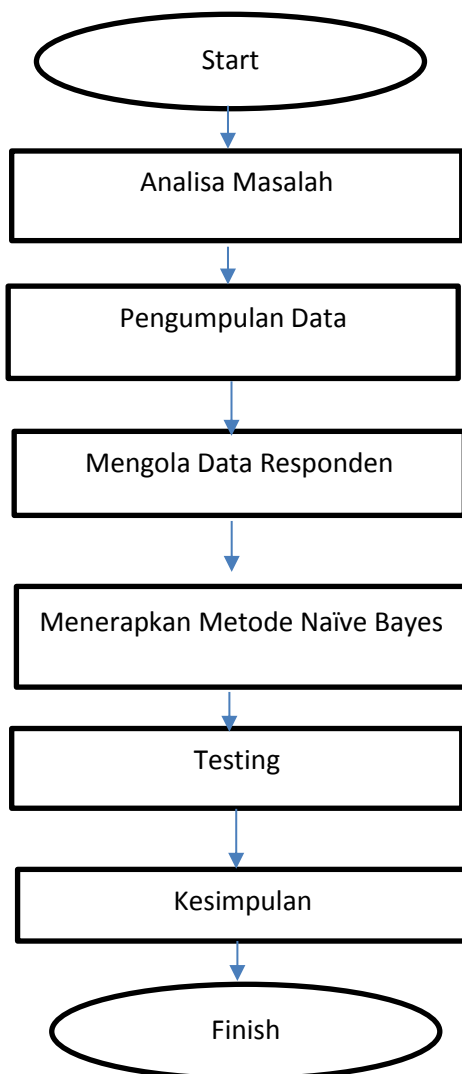 Start
Analisa Masalah
Pengumpulan Data
Mengola Data Responden
Menerapkan Metode Naïve Bayes
Testing
Kesimpulan
Finish